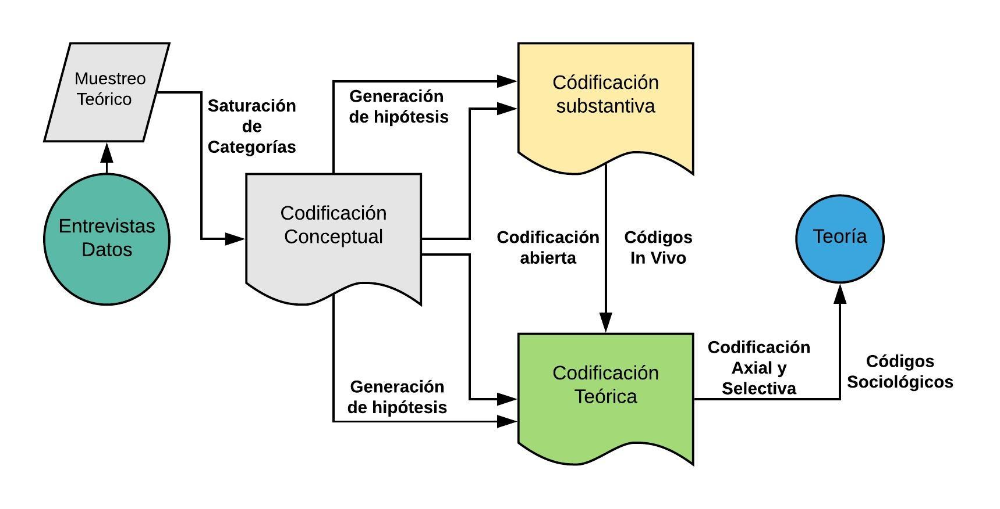 Muestreo
Teórico
Saturación
de
Categorías
Entrevistas
Datos
Codificación
Conceptual
Generación
de hipótesis
Códificación
substantiva
Codificación
abierta
Códigos
In Vivo
Generación
de hipótesis
Codificación
Teórica
Codificación
Axial y
Selectiva
Códigos
Sociológicos
Teoría